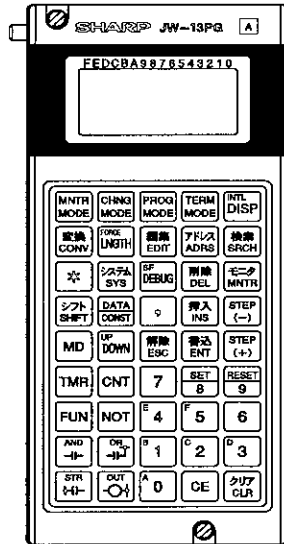 SHARP JW-13PG A
FEDCBA9876543210
MNTR MODE CHNG MODE PROG MODE TERM MODE INTL DISP
変換 CONV FORCE LNGTH 編集 EDIT アドレス ADRS 検索 SRCH
システム SYS SF DEBUG 削除 DEL モニタ MNTR
シフト SHIFT DATA CONST 挿入 INS STEP (-)
MD UP DOWN 解除 ESC 書込 ENT STEP (+)
TMR CNT 7 SET 8 RESET 9
FUN NOT E 4 F 5 6
AND OR B 1 C 2 D 3
STR OUT A 0 CE クリア CLR